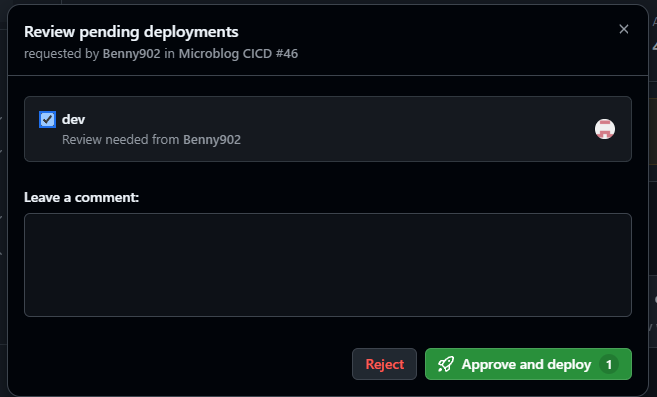 Review pending deployments
requested by Benny902 in Microblog CICD #46
dev
Review needed from Benny902
Leave a comment:
Reject
Approve and deploy 1